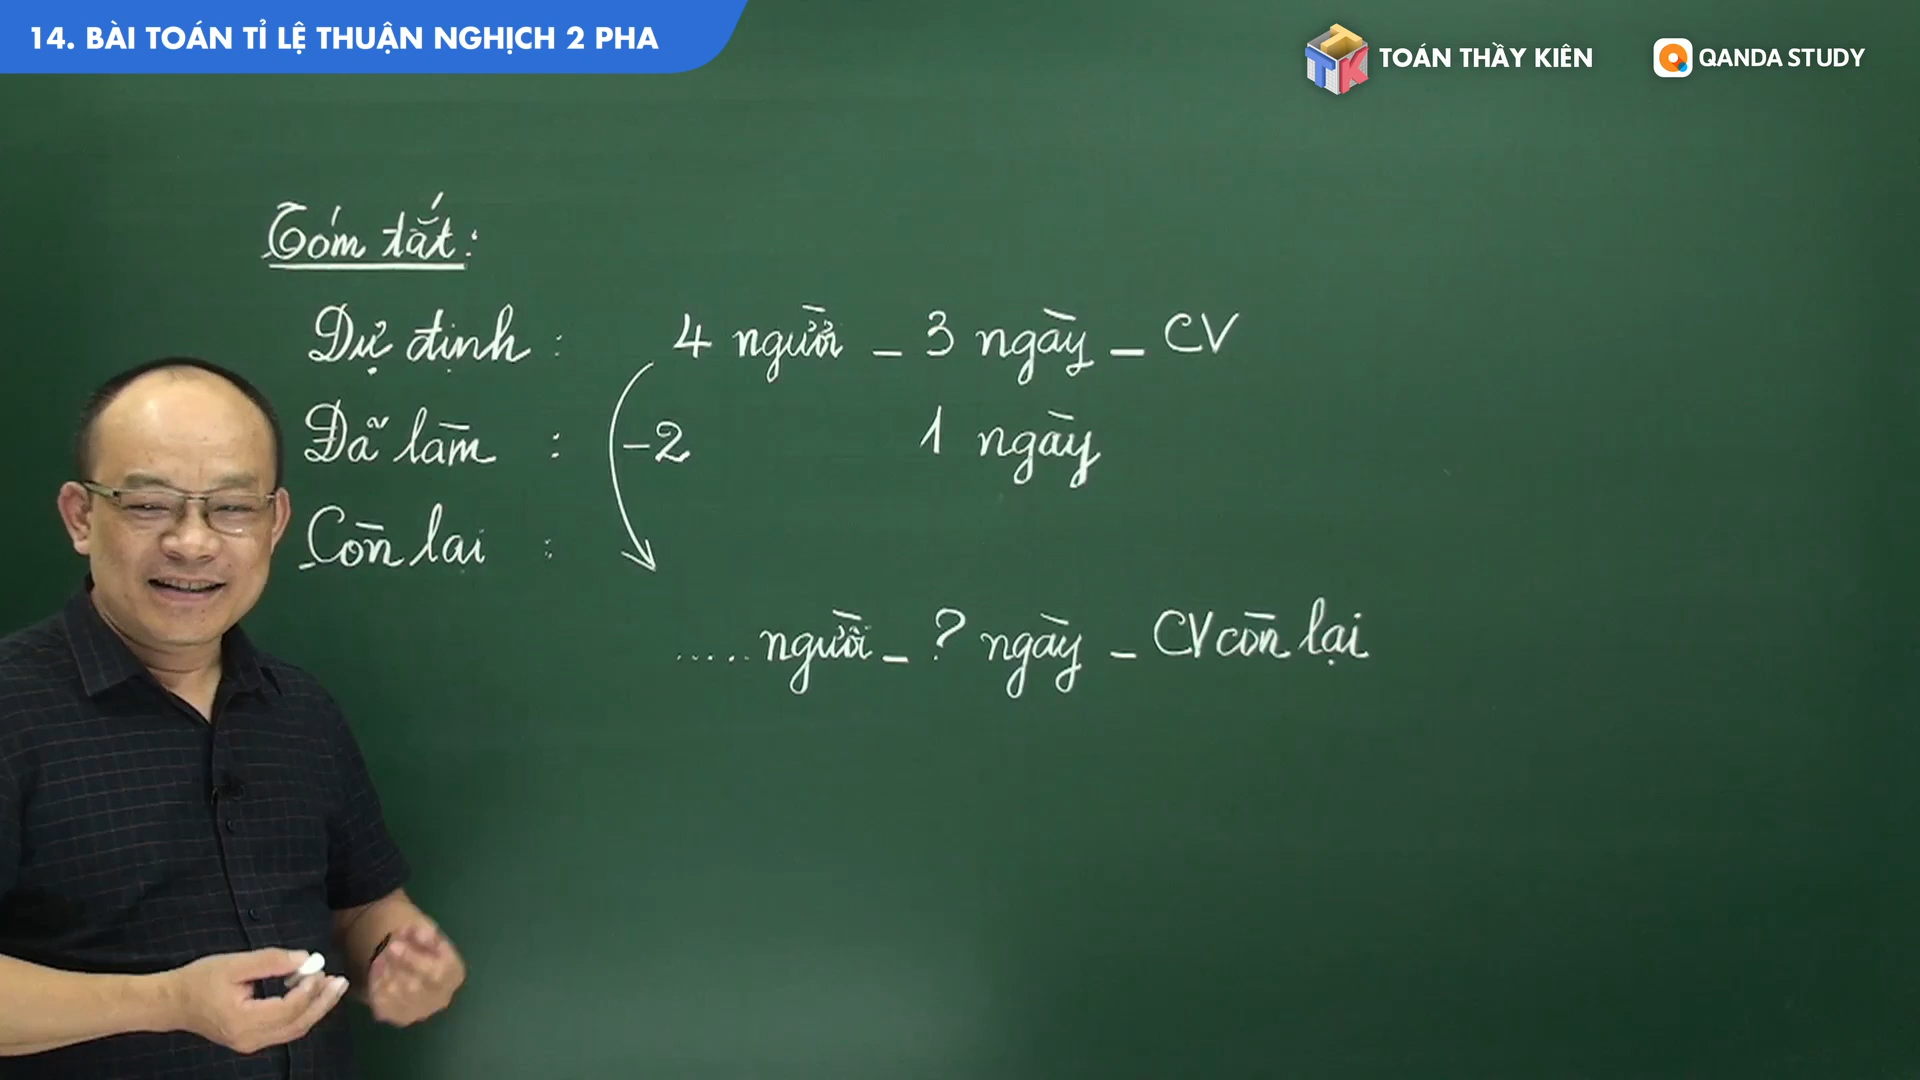 14. BÀI TOÁN TỈ LỆ THUẬN NGHỊCH 2 PHA
TOÁN THẦY KIÊN
QANDA STUDY
Tóm tắt:
Dự định : 4 người - 3 ngày - CV
Đã làm : -2 1 ngày
Còn lại :
..... người - ? ngày - CV còn lại